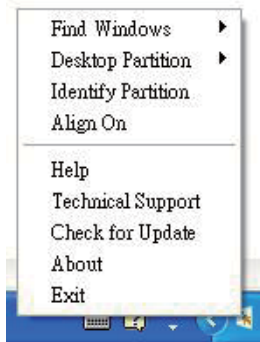 Find Windows
Desktop Partition
Identify Partition
Align On
Help
Technical Support
Check for Update
About
Exit